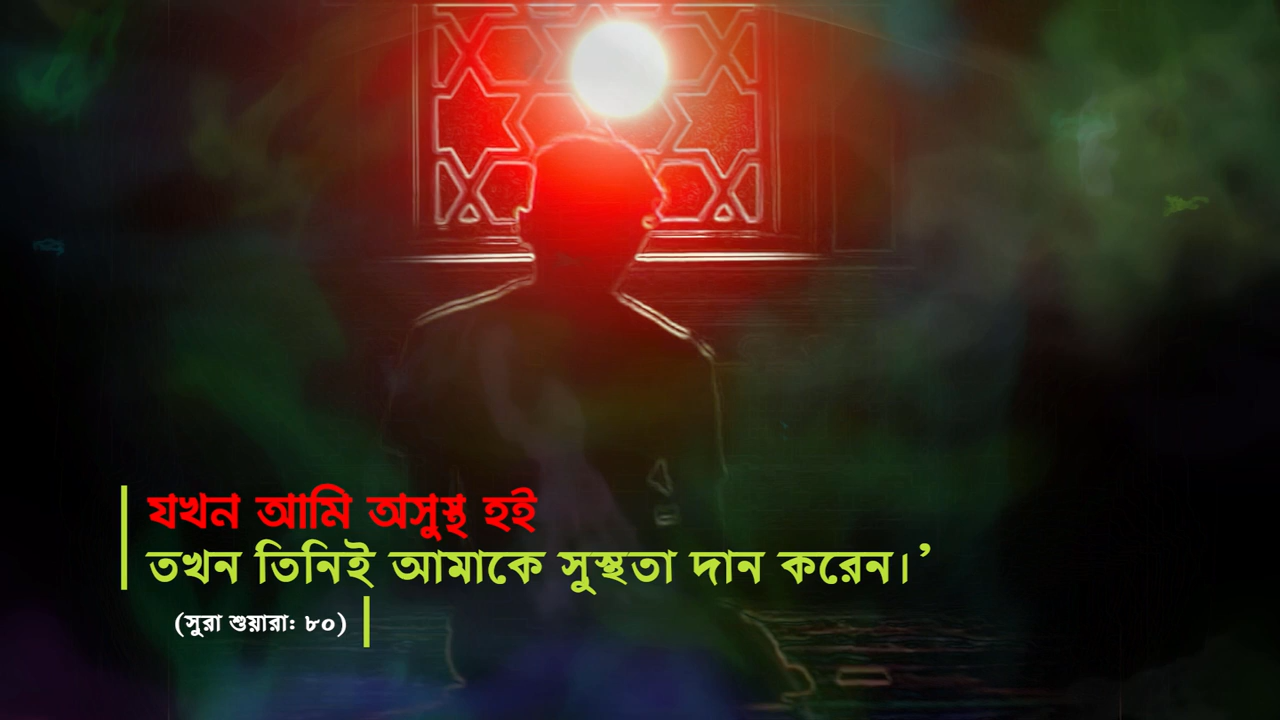 যখন আমি অসুস্থ হই
তখন তিনিই আমাকে সুস্থতা দান করেন।’
(সুরা শুয়ারা: ৮০)